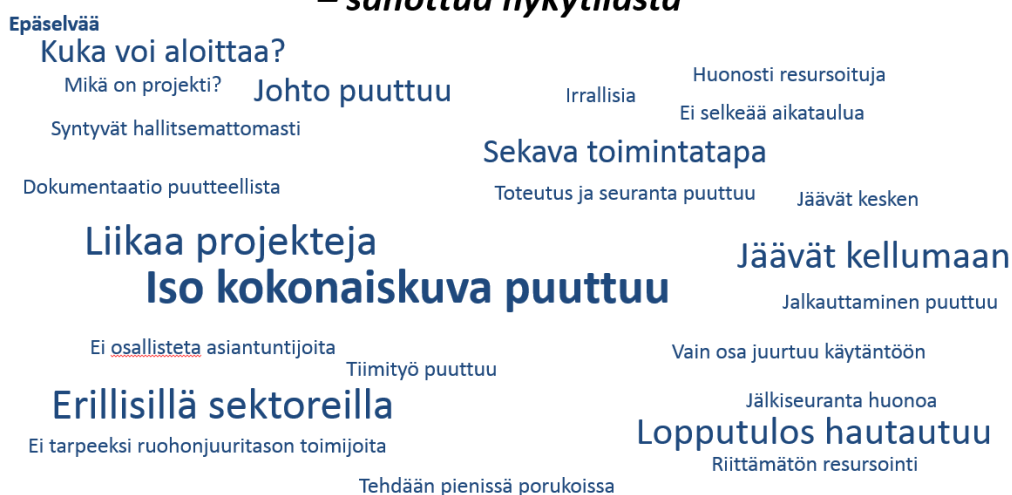 – sanottua nykytilasta
Epäselvää
Kuka voi aloittaa?
Mikä on projekti?
Johto puuttuu
Irrallisia
Huonosti resursoituja
Ei selkeää aikataulua
Syntyvät hallitsemattomasti
Sekava toimintatapa
Dokumentaatio puutteellista
Toteutus ja seuranta puuttuu
Jäävät kesken
Liikaa projekteja
Jäävät kellumaan
Iso kokonaiskuva puuttuu
Jalkauttaminen puuttuu
Ei osallisteta asiantuntijoita
Vain osa juurtuu käytäntöön
Tiimityö puuttuu
Erillisillä sektoreilla
Jälkiseuranta huonoa
Lopputulos hautautuu
Ei tarpeeksi ruohonjuuritason toimijoita
Riittämätön resursointi
Tehdään pienissä porukoissa